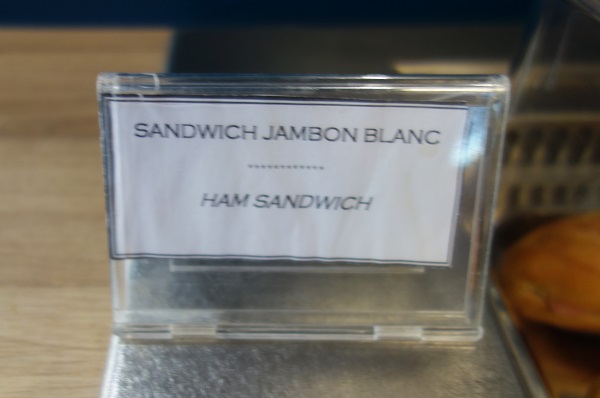 SANDWICH JAMBON BLANC
************
HAM SANDWICH